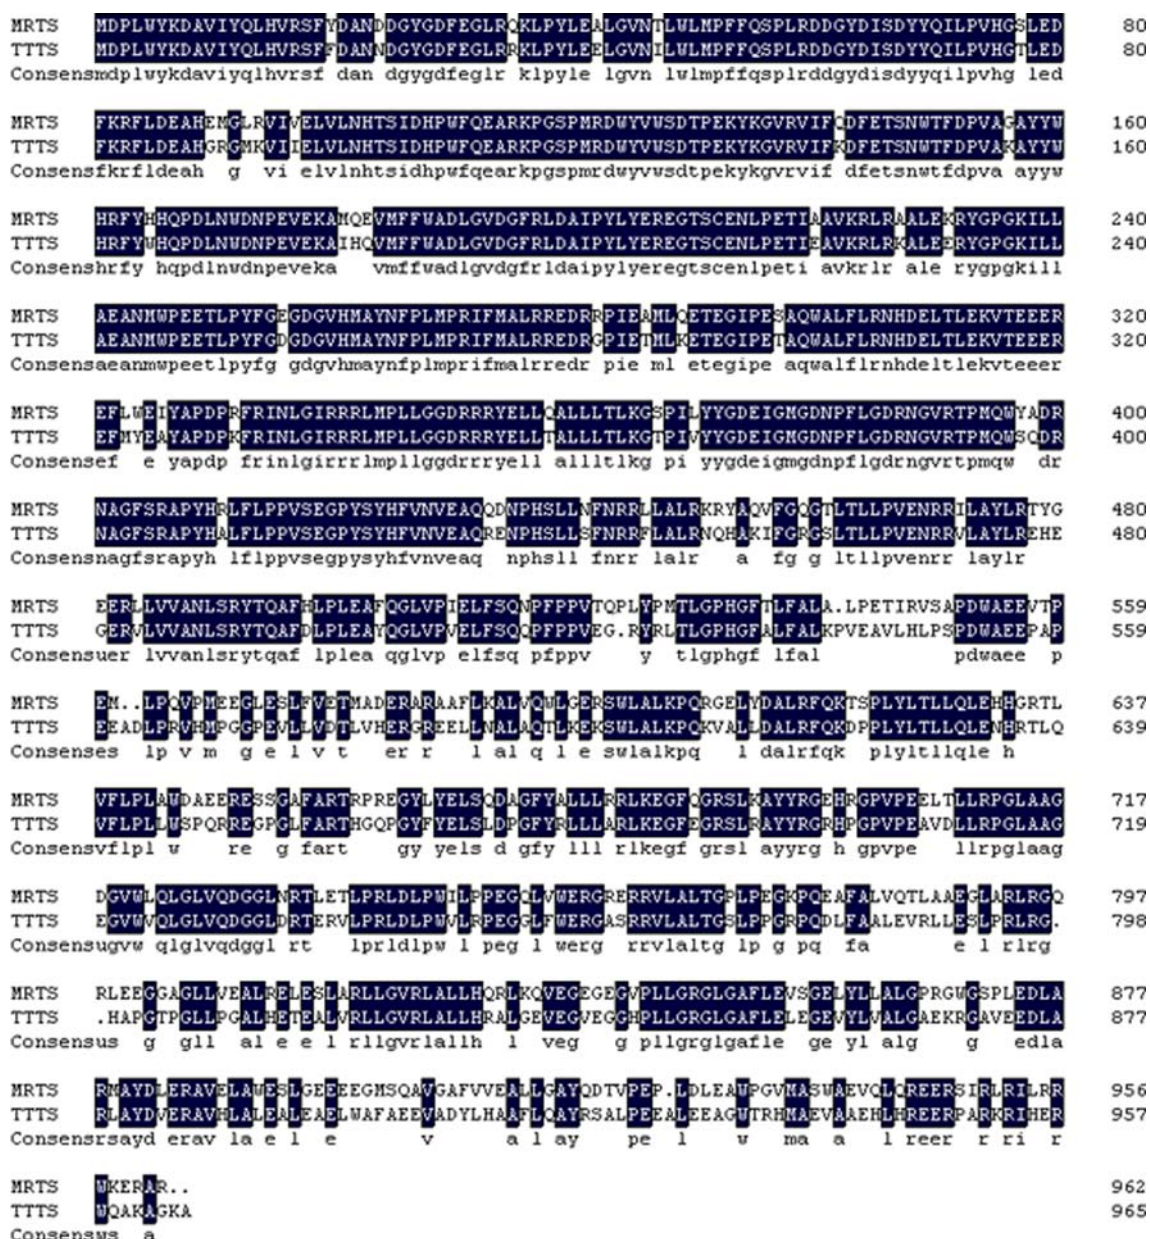 MRTS MDPLWYKDAVIYQLHVRSFYDANDDGYGDFEGLRQKLPYLEALGVNTLWLMPFFQSPLRDDGYDISDYYQILPVHGSLED 80
TTTS MDPLWYKDAVIYQLHVRSFFDANNDGYGDFEGLRRKLPYLEELGVNILWLMPFFQSPLRDDGYDISDYYQILPVHGTLED 80
Consensmdplwykdaviyqlhvrsf dan dgygdfeglr klpyle lgvn lwlmpffqsplrddgydisdyyqilpvhg led
MRTS FKRFLDEAHEMGLRVIVELVLNHTSIDHPWFQEARKPGSPMRDWYVWSDTPEKYKGVRVIFQDFETSNWTFDPVAGAYYW 160
TTTS FKRFLDEAHGRGMKVIIELVLNHTSIDHPWFQEARKPGSPMRDWYVWSDTPEKYKGVRVIFKDFETSNWTFDPVAKAYYW 160
Consensfkrfldeah g vi elvlnhtsidhpwfqearkpgspmrdwyvwsdtpekykgvrvif dfetsnwtfdpva ayyw
MRTS HRFYHHQPDLNWDNPEVEKAMQEVMFFWADLGVDGFRLDAIPYLYEREGTSCENLPETIAAVKRLRAALEKRYGPGKILL 240
TTTS HRFYWHQPDLNWDNPEVEKAIHQVMFFWADLGVDGFRLDAIPYLYEREGTSCENLPETIEAVKRLRKALEERYGPGKILL 240
Consenshrfy hqpdlnwdnpeveka vmffwadlgvdgfrldaipylyeregtscenlpeti avkrlr ale rygpgkill
MRTS AEANMWPEETLPYFGEGDGVHMAYNFPLMPRIFMALRREDRRPIEAMLQETEGIPESAQWALFLRNHDELTLEKVTEEER 320
TTTS AEANMWPEETLPYFGDGDGVHMAYNFPLMPRIFMALRREDRGPIETMLKETEGIPETAQWALFLRNHDELTLEKVTEEER 320
Consensaeanmwpeetlpyfg gdgvhmaynfplmprifmalrredr pie ml etegipe aqwalflrnhdeltlekvteeer
MRTS EFLWEIYAPDPRFRINLGIRRRLMPLLGGDRRRYELLQALLLTLKGSPILYYGDEIGMGDNPFLGDRNGVRTPMQWYADR 400
TTTS EFMYEAYAPDPKFRINLGIRRRLMPLLGGDRRRYELLTALLLTLKGTPIVYYGDEIGMGDNPFLGDRNGVRTPMQWSQDR 400
Consensef e yapdp frinlgirrrlmpllggdrrryell allltlkg pi yygdeigmgdnpflgdrngvrtpmqw dr
MRTS NAGFSRAPYHRLFLPPVSEGPYSYHFVNVEAQQDNPHSLLNFNRRLLALRKRYAQVFGQGTLTLLPVENRRILAYLRTYG 480
TTTS NAGFSRAPYHALFLPPVSEGPYSYHFVNVEAQRENPHSLLSFNRRFLALRNQHAKIFGRGSLTLLPVENRRVLAYLREHE 480
Consensnagfsrapyh lflppvsegpysyhfvnveaq nphsll fnrr lalr a fg g ltllpvenrr laylr
MRTS EERLLVVANLSRYTQAFHLPLEAFQGLVPIELFSQNPFPPVTQPLYPMTLGPHGFTLFALA.LPETIRVSAPDWAEEVTP 559
TTTS GERVLVVANLSRYTQAFDLPLEAYQGLVPVELFSQQPFPPVEG.RYRLTLGPHGFALFALKPVEAVLHLPSPDWAEEPAP 559
Consensuer lvvanlsrytqaf lplea qglvp elfsq pfppv y tlgphgf lfal pdwaee p
MRTS EM..LPQVPMEEGLESLFVETMADERARAAFLKALVQWLGERSWLALKPQRGELYDALRFQKTSPLYLTLLQLEHHGRTL 637
TTTS EEADLPRVHMPGGPEVLLVDTLVHERGREELLNALAQTLKEKSWLALKPQKVALLDALRFQKDPPLYLTLLQLENHRTLQ 639
Consenses lp v m g e l v t er r l al q l e swlalkpq l dalrfqk plyltllqle h
MRTS VFLPLAWDAEERESSGAFARTRPREGYLYELSQDAGFYALLLRRLKEGFQGRSLKAYYRGEHRGPVPEELTLLRPGLAAG 717
TTTS VFLPLLWSPQRREGPGLFARTHGQPGYFYELSLDPGFYRLLLARLKEGFEGRSLRAYYRGRHPGPVPEAVDLLRPGLAAG 719
Consensvflpl w re g fart gy yels d gfy lll rlkegf grsl ayyrg h gpvpe llrpglaag
MRTS DGVWLQLGLVQDGGLNRTLETLPRLDLPWILPPEGQLVWERGRERRVLALTGPLPEGKPQEAFALVQTLAAEGLARLRGQ 797
TTTS EGVWVQLGLVQDGGLDRTERVLPRLDLPWVLRPEGGLFWERGASRRVLALTGSLPPGRPQDLFAALEVRLLESLPRLRG. 798
Consensugvw qlglvqdggl rt lprldlpw l peg l werg rrvlaltg lp g pq fa e l rlrg
MRTS RLEEGGAGLLVEALRELESLARLLGVRLALLHQRLKQVEGEGEGVPLLGRGLGAFLEVSGELYLLALGPRGWGSPLEDLA 877
TTTS .HAPGTPGLLPGALHETEALVRLLGVRLALLHRALGEVEGVEGGHPLLGRGLGAFLELEGEVYLVALGAEKRGAVEEDLA 877
Consensus g gll al e e l rllgvrlallh l veg g pllgrglgafle ge yl alg g edla
MRTS RMAYDLERAVELAWESLGEEEEGMSQAVGAFVVEALLGAYQDTVPEP.LDLEAWPGVMASWAEVQLQREERSIRLRILRR 956
TTTS RLAYDVERAVHLALEALEAELWAFAEEVADYLHAAFLQAYRSALPEEALEEAGWTRHMAEVAAEHLHREERPARKRIHER 957
Consensrsayd erav la e l e v a l ay pe l w ma a l reer r ri r
MRTS WKERAR.. 962
TTTS WQAKAGKA 965
Consensws a